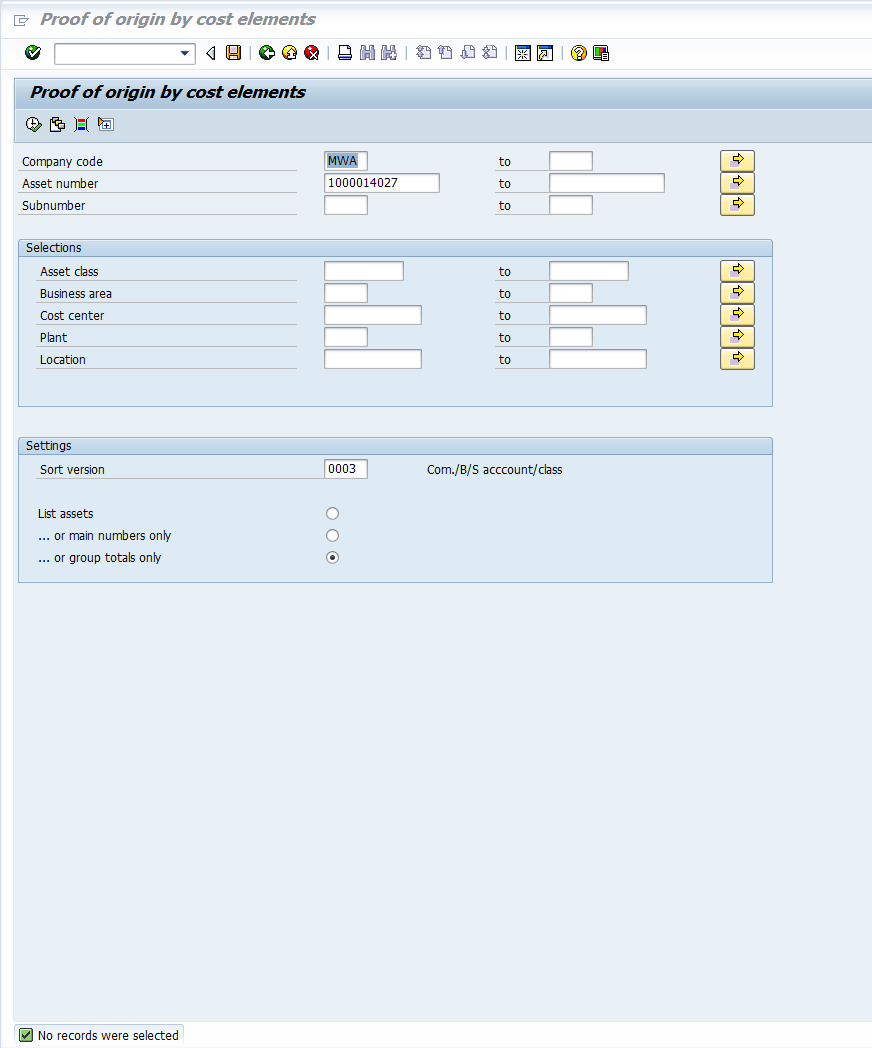 Proof of origin by cost elements
Proof of origin by cost elements
Company code MWA to
Asset number 1000014027 to
Subnumber to
Selections
Asset class to
Business area to
Cost center to
Plant to
Location to
Settings
Sort version 0003 Com./B/S acccount/class
List assets
... or main numbers only
... or group totals only
No records were selected